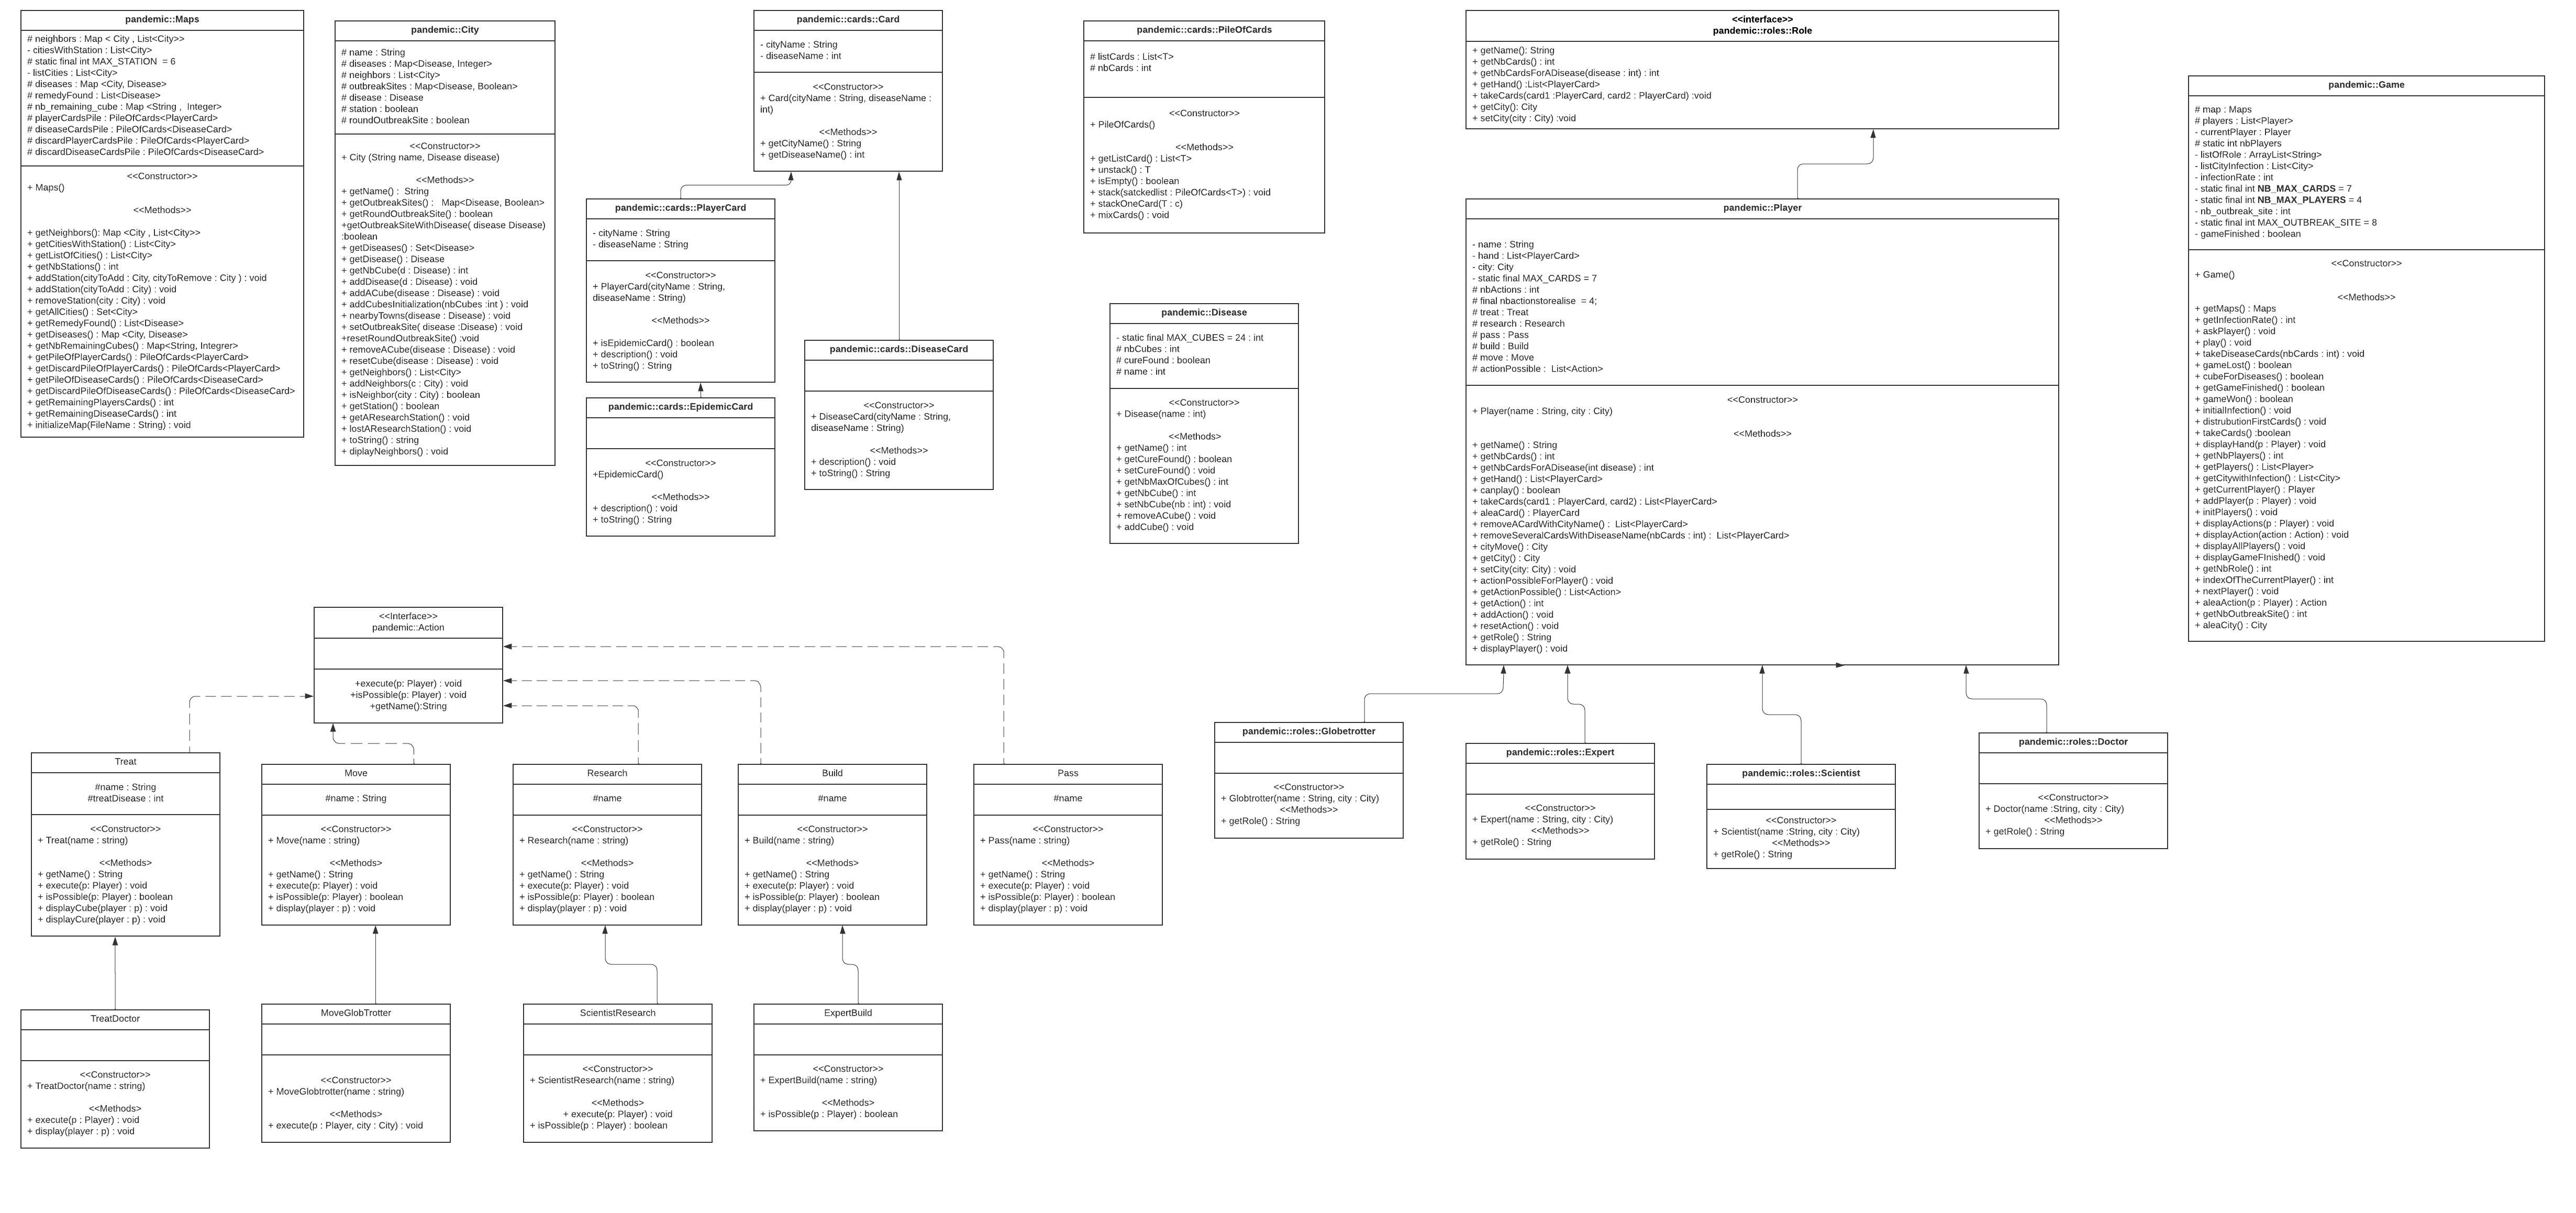 pandemic::Maps
# neighbors : Map < City , List<City>>
- citiesWithStation : List<City>
# static final int MAX_STATION  = 6
- listCities : List<City>
# diseases : Map <City, Disease>
# remedyFound : List<Disease>
# nb_remaining_cube : Map <String ,  Integer>
# playerCardsPile : PileOfCards<PlayerCard>
# diseaseCardsPile : PileOfCards<DiseaseCard>
# discardPlayerCardsPile : PileOfCards<PlayerCard>
# discardDiseaseCardsPile : PileOfCards<DiseaseCard>
<<Constructor>>
+ Maps()
<<Methods>>
+ getNeighbors(): Map <City , List<City>>
+ getCitiesWithStation() : List<City>
+ getListOfCities() : List<City>
+ getNbStations() : int
+ addStation(cityToAdd : City, cityToRemove : City ) : void
+ addStation(cityToAdd : City) : void
+ removeStation(city : City) : void
+ getAllCities() : Set<City>
+ getRemedyFound() : List<Disease>
+ getDiseases() : Map <City, Disease>
+ getNbRemainingCubes() : Map<String, Integrer>
+ getPileOfPlayerCards() : PileOfCards<PlayerCard>
+ getDiscardPileOfPlayerCards() : PileOfCards<PlayerCard>
+ getPileOfDiseaseCards() : PileOfCards<DiseaseCard>
+ getDiscardPileOfDiseaseCards() : PileOfCards<DiseaseCard>
+ getRemainingPlayersCards() : int
+ getRemainingDiseaseCards() : int
+ initializeMap(FileName : String) : void
pandemic::City
# name : String
# diseases : Map<Disease, Integer>
# neighbors : List<City>
# outbreakSites : Map<Disease, Boolean>
# disease : Disease
# station : boolean
# roundOutbreakSite : boolean
<<Constructor>>
+ City (String name, Disease disease)
<<Methods>>
+ getName() :  String
+ getOutbreakSites() :   Map<Disease, Boolean>
+ getRoundOutbreakSite() : boolean
+getOutbreakSiteWithDisease( disease Disease)
:boolean
+ getDiseases() : Set<Disease>
+ getDisease() : Disease
+ getNbCube(d : Disease) : int
+ addDisease(d : Disease) : void
+ addACube(disease : Disease) : void
+ addCubesInitialization(nbCubes :int ) : void
+ nearbyTowns(disease : Disease) : void
+ setOutbreakSite( disease :Disease) : void
+resetRoundOutbreakSite() :void
+ removeACube(disease : Disease) : void
+ resetCube(disease : Disease) : void
+ getNeighbors() : List<City>
+ addNeighbors(c : City) : void
+ isNeighbor(city : City) : boolean
+ getStation() : boolean
+ getAResearchStation() : void
+ lostAResearchStation() : void
+ toString() : string
+ diplayNeighbors() : void
pandemic::cards::Card
- cityName : String
- diseaseName : int
<<Constructor>>
+ Card(cityName : String, diseaseName :
int)
<<Methods>>
+ getCityName() : String
+ getDiseaseName() : int
pandemic::cards::PlayerCard
- cityName : String
- diseaseName : String
<<Constructor>>
+ PlayerCard(cityName : String,
diseaseName : String)
<<Methods>>
+ isEpidemicCard() : boolean
+ description() : void
+ toString() : String
pandemic::cards::EpidemicCard
<<Constructor>>
+EpidemicCard()
<<Methods>>
+ description() : void
+ toString() : String
pandemic::cards::DiseaseCard
<<Constructor>>
+ DiseaseCard(cityName : String,
diseaseName : String)
<<Methods>>
+ description() : void
+ toString() : String
pandemic::cards::PileOfCards
# listCards : List<T>
# nbCards : int
<<Constructor>>
+ PileOfCards()
<<Methods>>
+ getListCard() : List<T>
+ unstack() : T
+ isEmpty() : boolean
+ stack(satckedlist : PileOfCards<T>) : void
+ stackOneCard(T : c)
+ mixCards() : void
pandemic::Disease
- static final MAX_CUBES = 24 : int
# nbCubes : int
# cureFound : boolean
# name : int
<<Constructor>>
+ Disease(name : int)
<<Methods>
+ getName() : int
+ getCureFound() : boolean
+ setCureFound() : void
+ getNbMaxOfCubes() : int
+ getNbCube() : int
+ setNbCube(nb : int) : void
+ removeACube() : void
+ addCube() : void
<<interface>>
pandemic::roles::Role
+ getName(): String
+ getNbCards() : int
+ getNbCardsForADisease(disease : int) : int
+ getHand() :List<PlayerCard>
+ takeCards(card1 :PlayerCard, card2 : PlayerCard) :void
+ getCity(): City
+ setCity(city : City) :void
pandemic::Player
- name : String
- hand : List<PlayerCard>
- city: City
- static final MAX_CARDS = 7
# nbActions : int
# final nbactionstorealise  = 4;
# treat : Treat
# research : Research
# pass : Pass
# build : Build
# move : Move
# actionPossible :  List<Action>
<<Constructor>>
+ Player(name : String, city : City)
<<Methods>>
+ getName() : String
+ getNbCards() : int
+ getNbCardsForADisease(int disease) : int
+ getHand() : List<PlayerCard>
+ canplay() : boolean
+ takeCards(card1 : PlayerCard, card2) : List<PlayerCard>
+ aleaCard() : PlayerCard
+ removeACardWithCityName() :  List<PlayerCard>
+ removeSeveralCardsWithDiseaseName(nbCards : int) :  List<PlayerCard>
+ cityMove() : City
+ getCity() : City
+ setCity(city: City) : void
+ actionPossibleForPlayer() : void
+ getActionPossible() : List<Action>
+ getAction() : int
+ addAction() : void
+ resetAction() : void
+ getRole() : String
+ displayPlayer() : void
pandemic::Game
# map : Maps
# players : List<Player>
- currentPlayer : Player
# static int nbPlayers
- listOfRole : ArrayList<String>
- listCityInfection : List<City>
- infectionRate : int
- static final int NB_MAX_CARDS = 7
- static final int NB_MAX_PLAYERS = 4
- nb_outbreak_site : int
- static final int MAX_OUTBREAK_SITE = 8
- gameFinished : boolean
<<Constructor>>
+ Game()
<<Methods>>
+ getMaps() : Maps
+ getInfectionRate() : int
+ askPlayer() : void
+ play() : void
+ takeDiseaseCards(nbCards : int) : void
+ gameLost() : boolean
+ cubeForDiseases() : boolean
+ getGameFinished() : boolean
+ gameWon() : boolean
+ initialInfection() : void
+ distrubutionFirstCards() : void
+ takeCards() :boolean
+ displayHand(p : Player) : void
+ getNbPlayers() : int
+ getPlayers() : List<Player>
+ getCitywithInfection() : List<City>
+ getCurrentPlayer() : Player
+ addPlayer(p : Player) : void
+ initPlayers() : void
+ displayActions(p : Player) : void
+ displayAction(action : Action) : void
+ displayAllPlayers() : void
+ displayGameFInished() : void
+ getNbRole() : int
+ indexOfTheCurrentPlayer() : int
+ nextPlayer() : void
+ aleaAction(p : Player) : Action
+ getNbOutbreakSite() : int
+ aleaCity() : City
<<Interface>>
pandemic::Action
+execute(p: Player) : void
+isPossible(p: Player) : void
+getName():String
Treat
#name : String
#treatDisease : int
<<Constructor>>
+ Treat(name : string)
<<Methods>
+ getName() : String
+ execute(p: Player) : void
+ isPossible(p: Player) : boolean
+ displayCube(player : p) : void
+ displayCure(player : p) : void
Move
#name : String
<<Constructor>>
+ Move(name : string)
<<Methods>
+ getName() : String
+ execute(p: Player) : void
+ isPossible(p: Player) : boolean
+ display(player : p) : void
Research
#name
<<Constructor>>
+ Research(name : string)
<<Methods>
+ getName() : String
+ execute(p: Player) : void
+ isPossible(p: Player) : boolean
+ display(player : p) : void
Build
#name
<<Constructor>>
+ Build(name : string)
<<Methods>
+ getName() : String
+ execute(p: Player) : void
+ isPossible(p: Player) : boolean
+ display(player : p) : void
Pass
#name
<<Constructor>>
+ Pass(name : string)
<<Methods>
+ getName() : String
+ execute(p: Player) : void
+ isPossible(p: Player) : boolean
+ display(player : p) : void
pandemic::roles::Globetrotter
<<Constructor>>
+ Globtrotter(name : String, city : City)
<<Methods>>
+ getRole() : String
pandemic::roles::Expert
<<Constructor>>
+ Expert(name : String, city : City)
<<Methods>>
+ getRole() : String
pandemic::roles::Scientist
<<Constructor>>
+ Scientist(name :String, city : City)
<<Methods>>
+ getRole() : String
pandemic::roles::Doctor
<<Constructor>>
+ Doctor(name :String, city : City)
<<Methods>>
+ getRole() : String
TreatDoctor
<<Constructor>>
+ TreatDoctor(name : string)
<<Methods>
+ execute(p : Player) : void
+ display(player : p) : void
MoveGlobTrotter
<<Constructor>>
+ MoveGlobtrotter(name : string)
<<Methods>
+ execute(p : Player, city : City) : void
ScientistResearch
<<Constructor>>
+ ScientistResearch(name : string)
<<Methods>
+ execute(p: Player) : void
+ isPossible(p : Player) : boolean
ExpertBuild
<<Constructor>>
+ ExpertBuild(name : string)
<<Methods>
+ isPossible(p : Player) : boolean